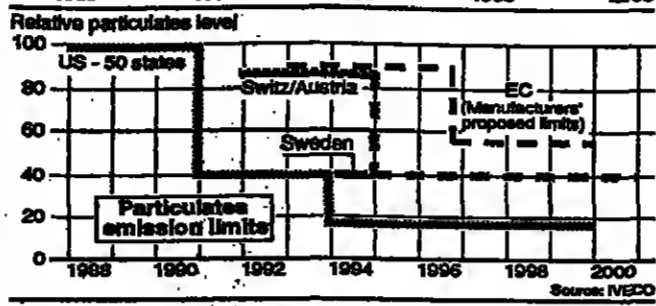 Relative particulates level
100
US - 50 states
80
Switz/Austria
EC
(Manufacturers'
proposed limits)
60
Sweden
40
20
Particulates
emission limits
0
1988 1990 1992 1994 1996 1998 2000
Source: IVECO